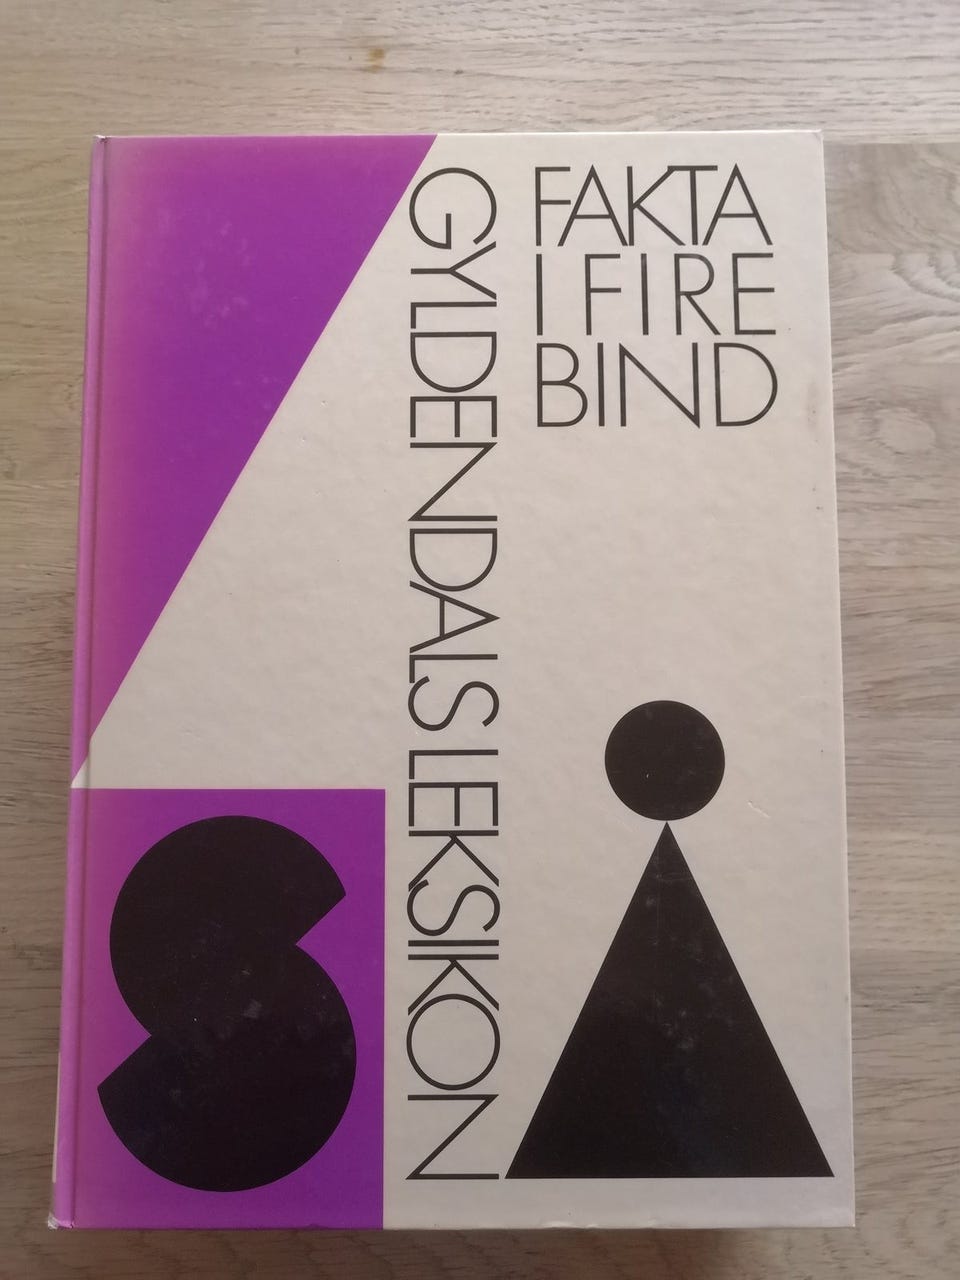 FAKTA
I FIRE
BIND
GYLDENDALS LEKSIKON
S
Å